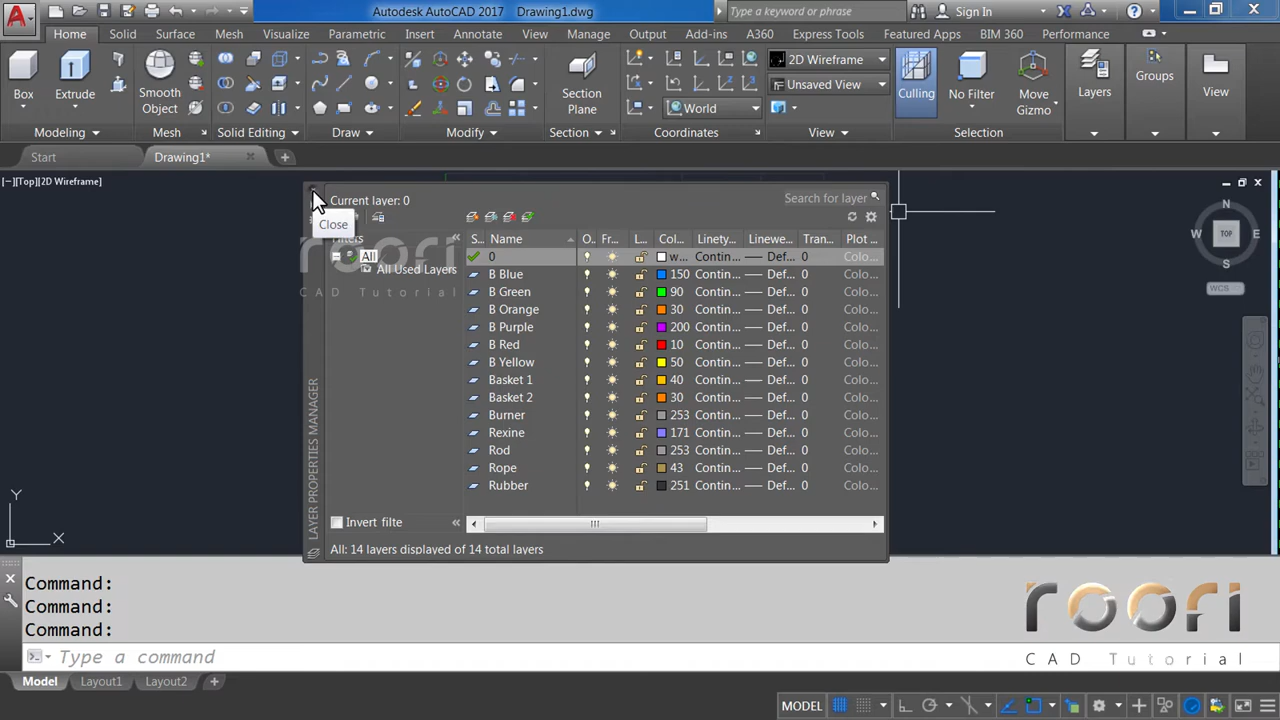 Autodesk AutoCAD 2017 Drawing1.dwg
Type a keyword or phrase
Sign In
Home Solid Surface Mesh Visualize Parametric Insert Annotate View Manage Output Add-ins A360 Express Tools Featured Apps BIM 360 Performance
Box
Extrude
Smooth
Object
Section
Plane
World
2D Wireframe
Unsaved View
Culling
No Filter
Move
Gizmo
Layers
Groups
View
Modeling Mesh Solid Editing Draw Modify Section Coordinates View Selection
Start Drawing1*
[−][Top][2D Wireframe]
Current layer: 0
Search for layer
Close
Filters
All
All Used Layers
S.. Name O.. Fr... L... Col... Linety... Linewe... Tran... Plot ...
0 w... Contin... Def... 0 Colo...
B Blue 150 Contin... Def... 0 Colo...
B Green 90 Contin... Def... 0 Colo...
B Orange 30 Contin... Def... 0 Colo...
B Purple 200 Contin... Def... 0 Colo...
B Red 10 Contin... Def... 0 Colo...
B Yellow 50 Contin... Def... 0 Colo...
Basket 1 40 Contin... Def... 0 Colo...
Basket 2 30 Contin... Def... 0 Colo...
Burner 253 Contin... Def... 0 Colo...
Rexine 171 Contin... Def... 0 Colo...
Rod 253 Contin... Def... 0 Colo...
Rope 43 Contin... Def... 0 Colo...
Rubber 251 Contin... Def... 0 Colo...
Invert filte
All: 14 layers displayed of 14 total layers
LAYER PROPERTIES MANAGER
roori
CAD Tutorial
N
W TOP E
S
WCS
Y
X
Command:
Command:
Command:
Type a command
roori
CAD Tutorial
Model Layout1 Layout2
MODEL